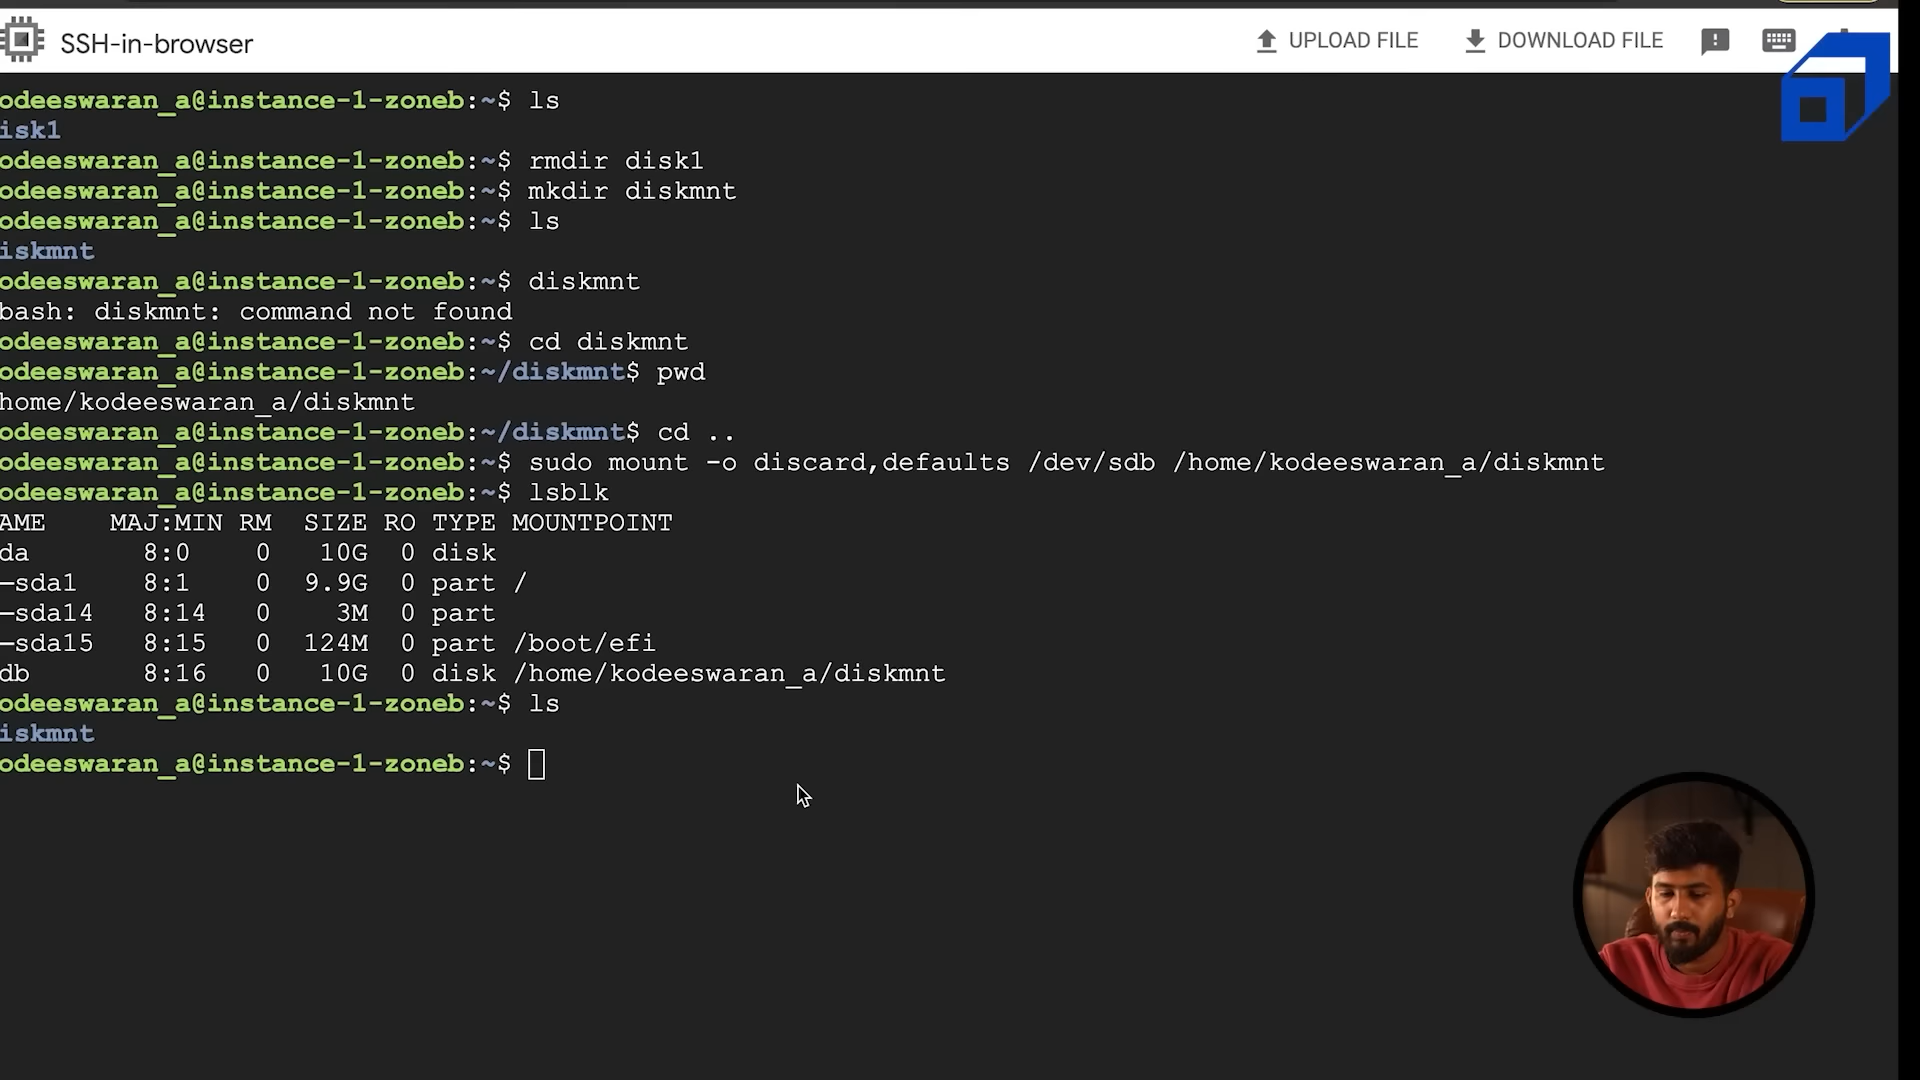 SSH-in-browser
UPLOAD FILE
DOWNLOAD FILE
odeeswaran_a@instance-1-zoneb:~$ ls
isk1
odeeswaran_a@instance-1-zoneb:~$ rmdir disk1
odeeswaran_a@instance-1-zoneb:~$ mkdir diskmnt
odeeswaran_a@instance-1-zoneb:~$ ls
iskmnt
odeeswaran_a@instance-1-zoneb:~$ diskmnt
bash: diskmnt: command not found
odeeswaran_a@instance-1-zoneb:~$ cd diskmnt
odeeswaran_a@instance-1-zoneb:~/diskmnt$ pwd
home/kodeeswaran_a/diskmnt
odeeswaran_a@instance-1-zoneb:~/diskmnt$ cd ..
odeeswaran_a@instance-1-zoneb:~$ sudo mount -o discard,defaults /dev/sdb /home/kodeeswaran_a/diskmnt
odeeswaran_a@instance-1-zoneb:~$ lsblk
AME MAJ:MIN RM SIZE RO TYPE MOUNTPOINT
da 8:0 0 10G 0 disk
─sda1 8:1 0 9.9G 0 part /
─sda14 8:14 0 3M 0 part
─sda15 8:15 0 124M 0 part /boot/efi
db 8:16 0 10G 0 disk /home/kodeeswaran_a/diskmnt
odeeswaran_a@instance-1-zoneb:~$ ls
iskmnt
odeeswaran_a@instance-1-zoneb:~$